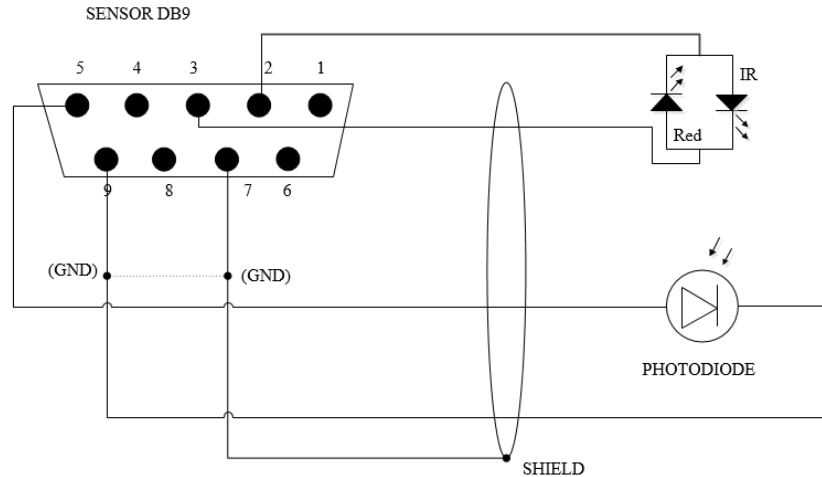 SENSOR DB9
5 4 3 2 1
IR
Red
9 8 7 6
(GND) (GND)
PHOTODIODE
SHIELD